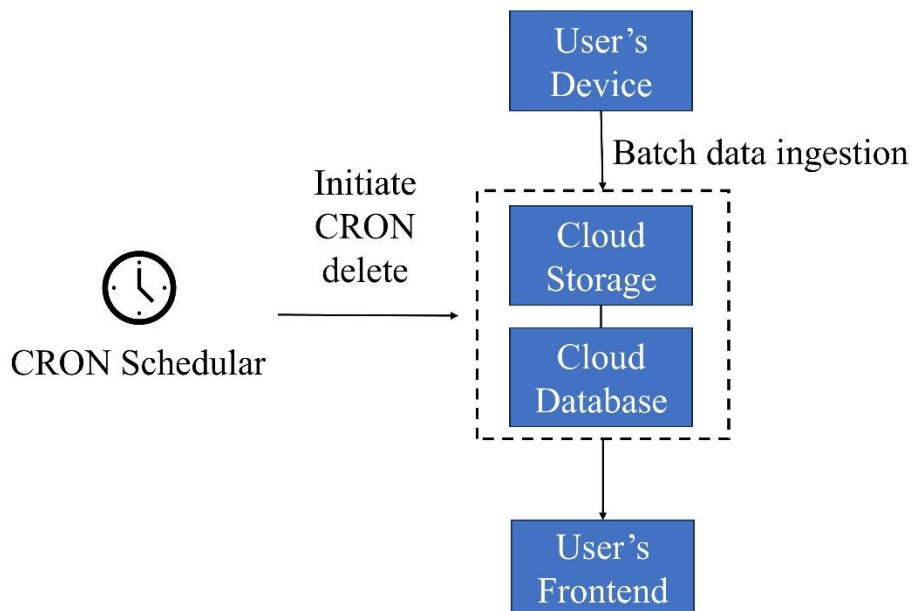 User's
Device
Batch data ingestion
Initiate
CRON
delete
Cloud
Storage
CRON Schedular
Cloud
Database
User's
Frontend